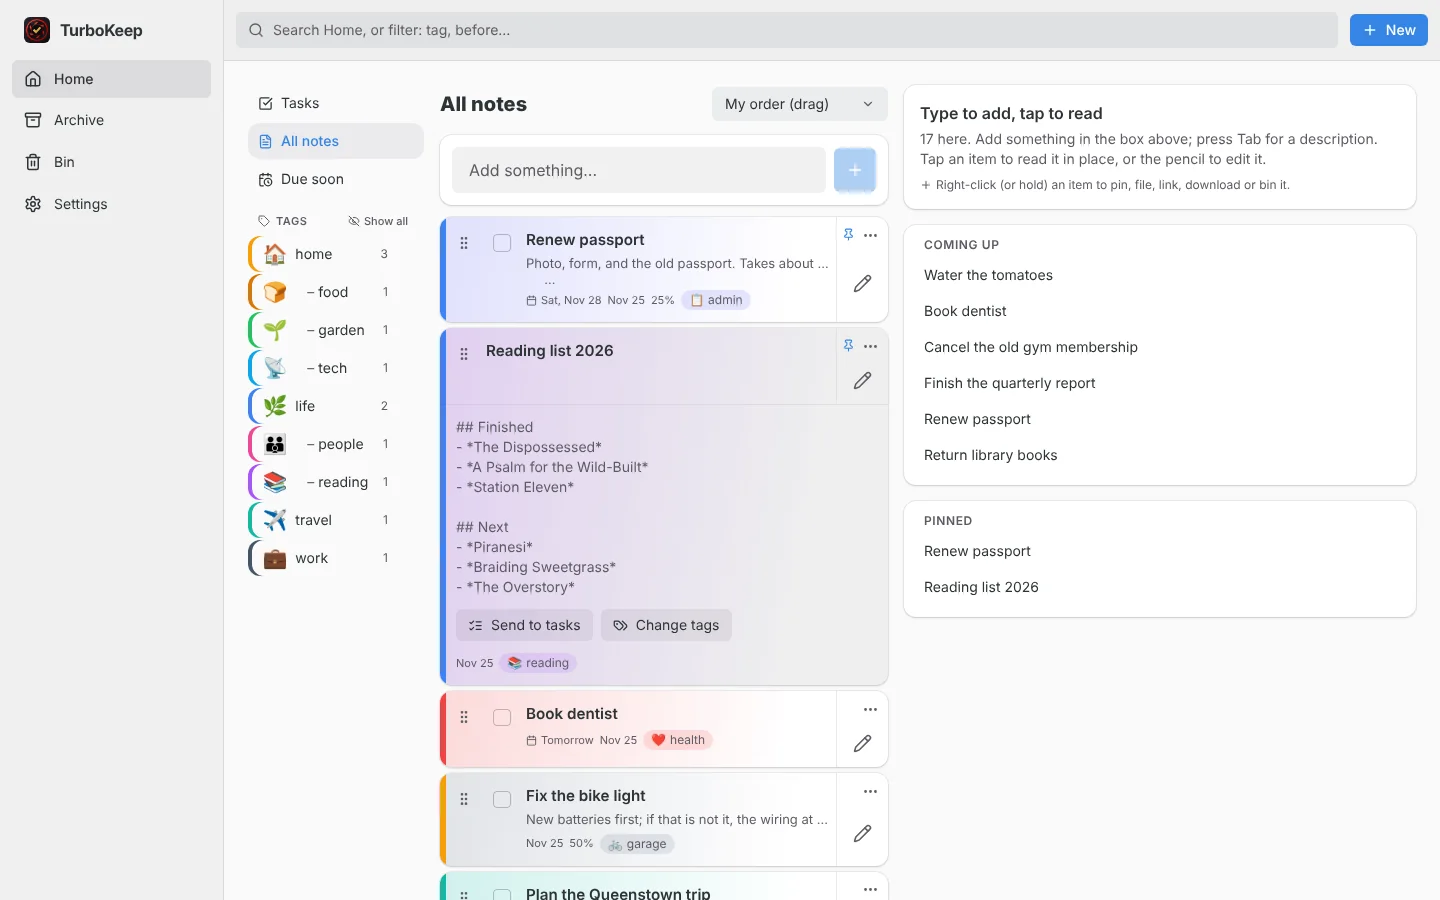 TurboKeep
Search Home, or filter: tag, before...
+ New
Home
Archive
Bin
Settings
Tasks
All notes
Due soon
TAGS
Show all
home 3
– food 1
– garden 1
– tech 1
life 2
– people 1
– reading 1
travel 1
work 1
All notes
My order (drag)
Add something...
+
Renew passport
Photo, form, and the old passport. Takes about ...
...
Sat, Nov 28 Nov 25 25% admin
Reading list 2026
## Finished
- *The Dispossessed*
- *A Psalm for the Wild-Built*
- *Station Eleven*
## Next
- *Piranesi*
- *Braiding Sweetgrass*
- *The Overstory*
Send to tasks
Change tags
Nov 25 reading
Book dentist
Tomorrow Nov 25 health
Fix the bike light
New batteries first; if that is not it, the wiring at ...
Nov 25 50% garage
Plan the Queenstown trip
Type to add, tap to read
17 here. Add something in the box above; press Tab for a description.
Tap an item to read it in place, or the pencil to edit it.
+ Right-click (or hold) an item to pin, file, link, download or bin it.
COMING UP
Water the tomatoes
Book dentist
Cancel the old gym membership
Finish the quarterly report
Renew passport
Return library books
PINNED
Renew passport
Reading list 2026